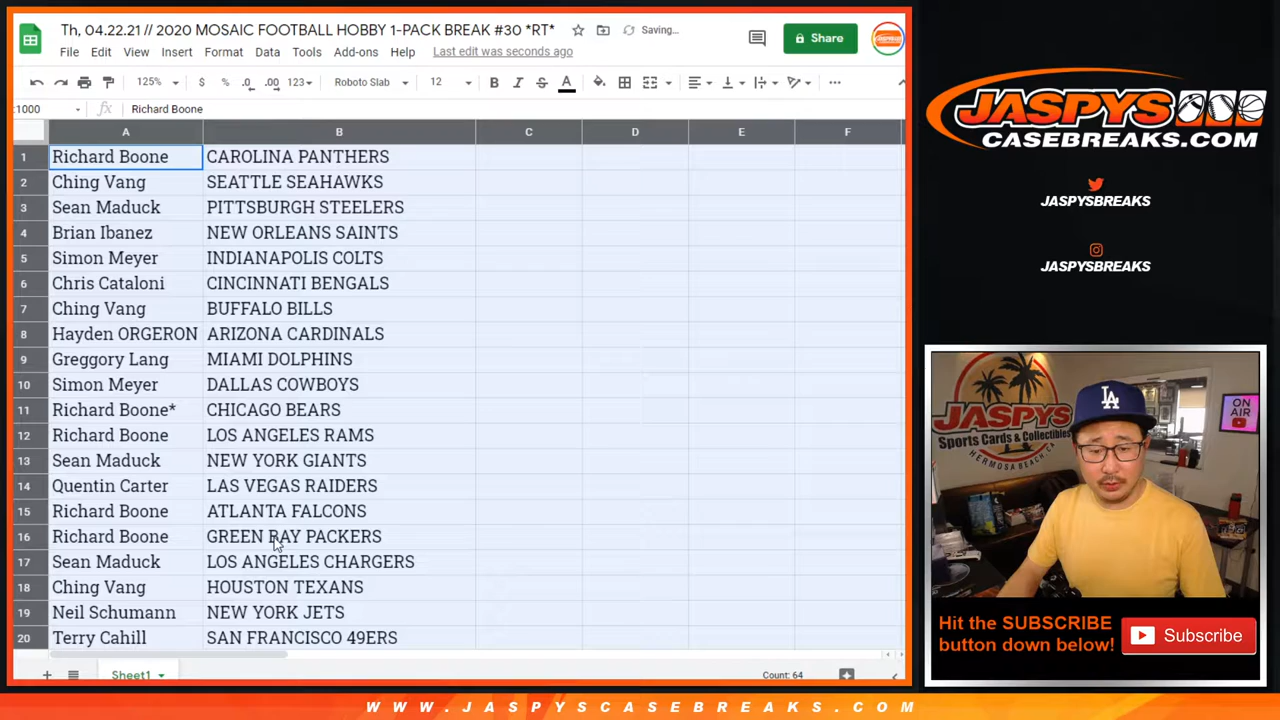 Th, 04.22.21 // 2020 MOSAIC FOOTBALL HOBBY 1-PACK BREAK #30 *RT*
Saving...
File Edit View Insert Format Data Tools Add-ons Help Last edit was seconds ago
Share
125% $ % .0 .00 123 Roboto Slab 12 B I S A
:1000 fx Richard Boone
A B C D E F
1 Richard Boone CAROLINA PANTHERS
2 Ching Vang SEATTLE SEAHAWKS
3 Sean Maduck PITTSBURGH STEELERS
4 Brian Ibanez NEW ORLEANS SAINTS
5 Simon Meyer INDIANAPOLIS COLTS
6 Chris Cataloni CINCINNATI BENGALS
7 Ching Vang BUFFALO BILLS
8 Hayden ORGERON ARIZONA CARDINALS
9 Greggory Lang MIAMI DOLPHINS
10 Simon Meyer DALLAS COWBOYS
11 Richard Boone* CHICAGO BEARS
12 Richard Boone LOS ANGELES RAMS
13 Sean Maduck NEW YORK GIANTS
14 Quentin Carter LAS VEGAS RAIDERS
15 Richard Boone ATLANTA FALCONS
16 Richard Boone GREEN BAY PACKERS
17 Sean Maduck LOS ANGELES CHARGERS
18 Ching Vang HOUSTON TEXANS
19 Neil Schumann NEW YORK JETS
20 Terry Cahill SAN FRANCISCO 49ERS
Sheet1
Count: 64
JASPYS
CASEBREAKS.COM
JASPYSBREAKS
JASPYSBREAKS
JASPYS
Sports Cards & Collectibles
HERMOSA BEACH, CA
LA
ON
AIR
Hit the SUBSCRIBE
button down below!
Subscribe
WWW.JASPYSCASEBREAKS.COM